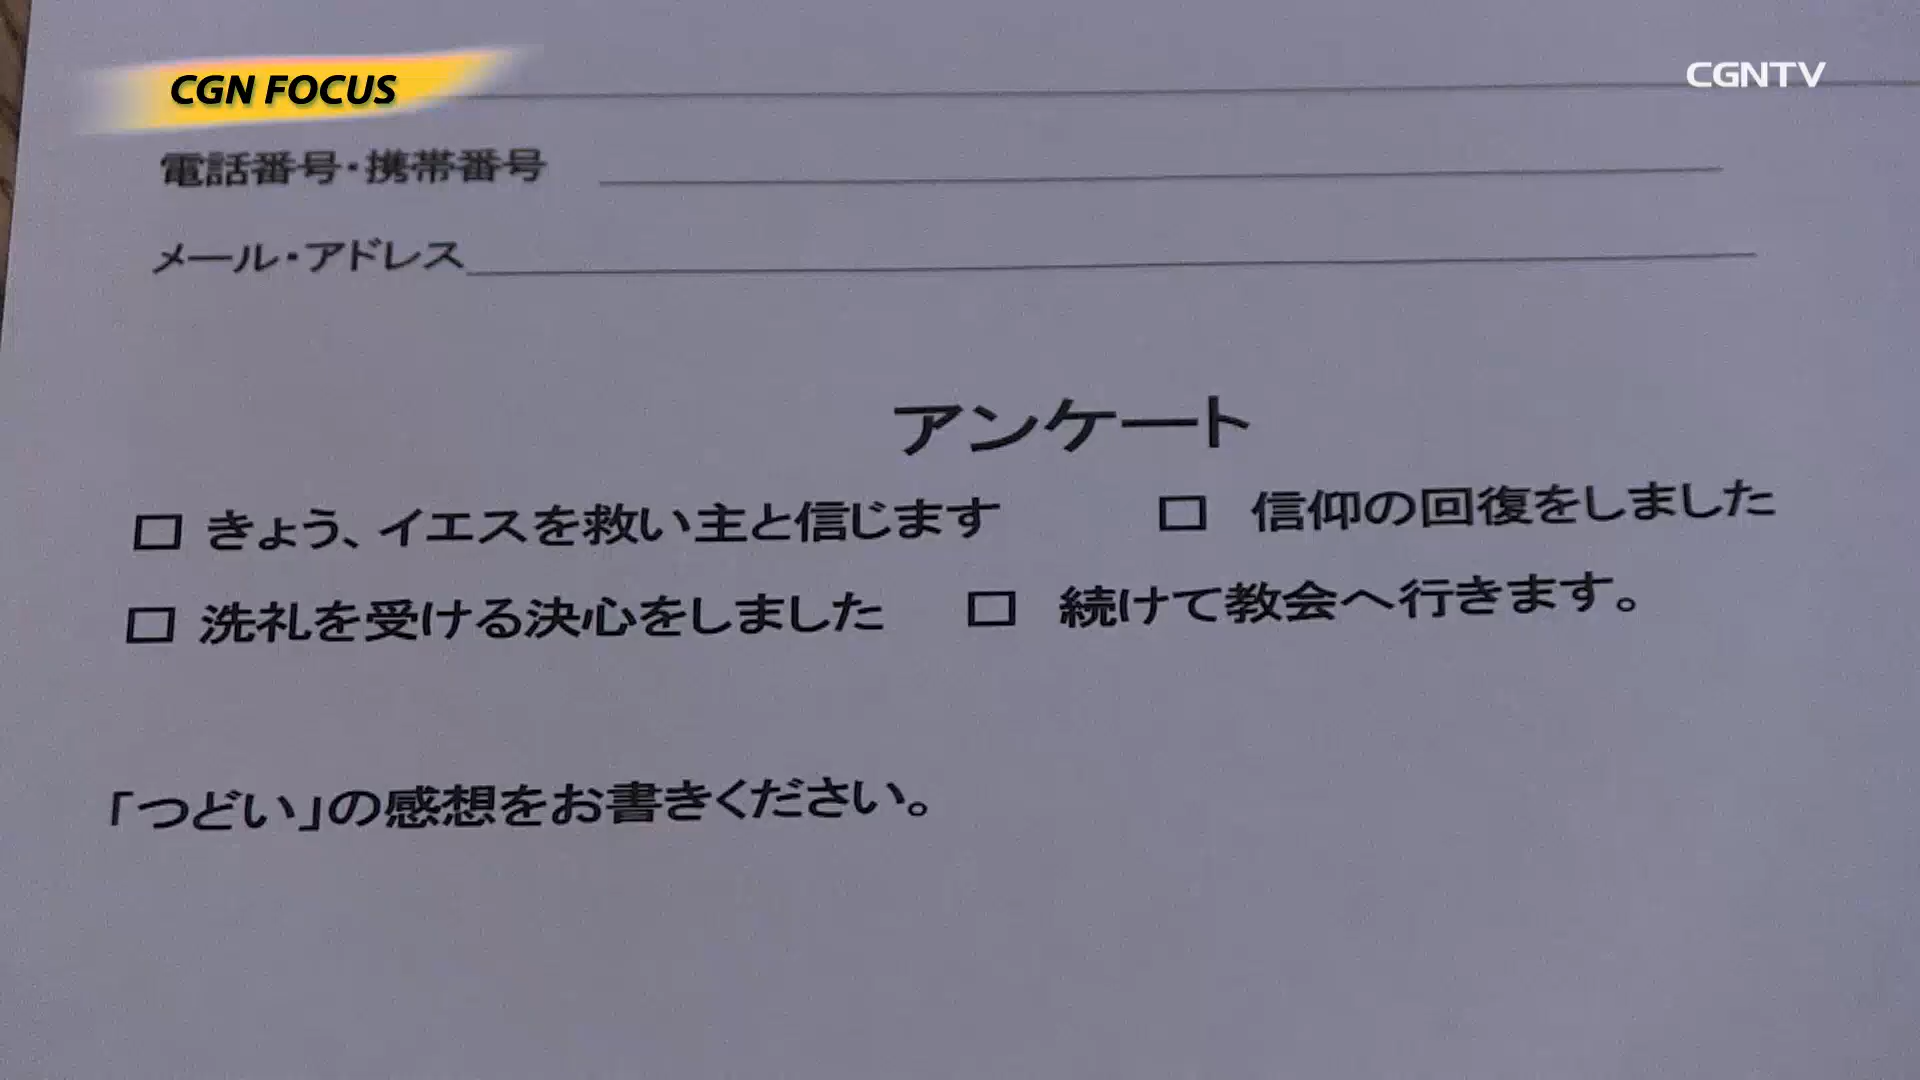 CGN FOCUS
CGNTV
電話番号・携帯番号
メール・アドレス
アンケート
□ きょう、イエスを救い主と信じます □ 信仰の回復をしました
□ 洗礼を受ける決心をしました □ 続けて教会へ行きます。
「つどい」の感想をお書きください。